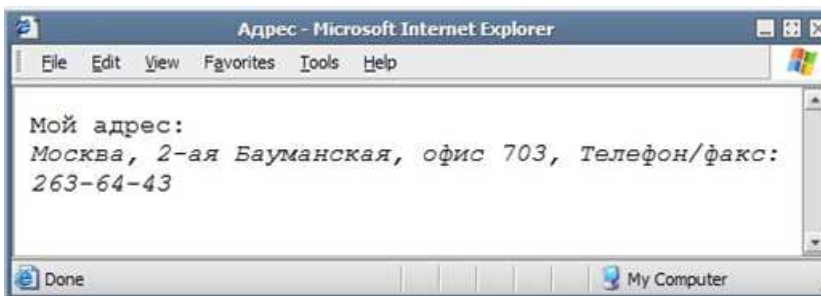 Адрес - Microsoft Internet Explorer
File Edit View Favorites Tools Help
Мой адрес:
Москва, 2-ая Бауманская, офис 703, Телефон/факс:
263-64-43
Done My Computer